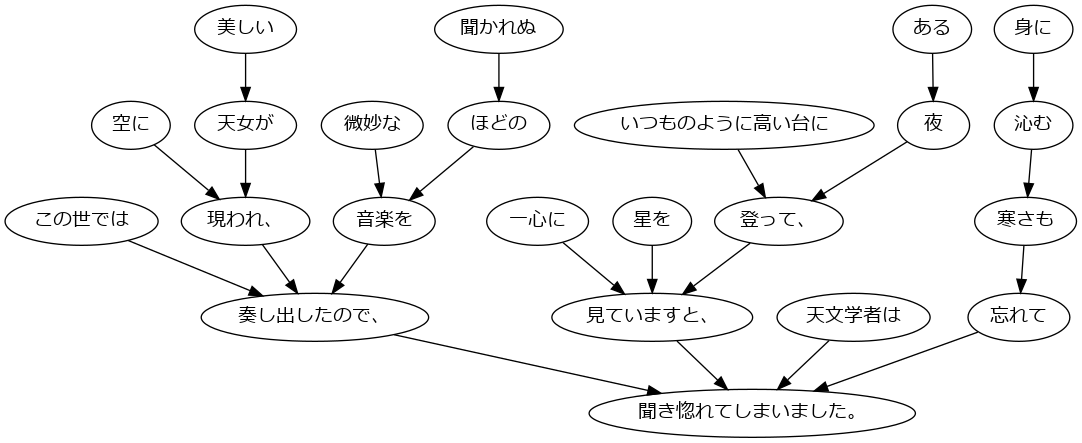 美しい 聞かれぬ ある 身に
空に 天女が 微妙な ほどの いつものように高い台に 夜 沁む
この世では 現われ、 音楽を 一心に 星を 登って、 寒さも
奏し出したので、 見ていますと、 天文学者は 忘れて
聞き惚れてしまいました。